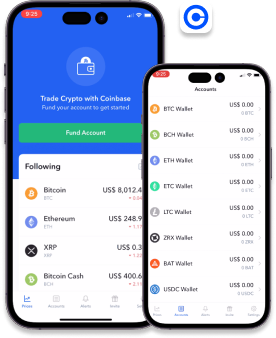 9:25
Trade Crypto with Coinbase
Fund your account to get started
Fund Account
Following
Bitcoin US$ 8,012.4
BTC
Ethereum US$ 248.9
ETH
XRP US$ 0.3
XRP
Bitcoin Cash US$ 400.6
BCH
Prices Accounts Alerts
9:25
Accounts
BTC Wallet US$ 0.00
0 BTC
BCH Wallet US$ 0.00
0 BCH
ETH Wallet US$ 0.00
0 ETH
ETC Wallet US$ 0.00
0 ETC
LTC Wallet US$ 0.00
0 LTC
ZRX Wallet US$ 0.00
0 ZRX
BAT Wallet US$ 0.00
0 BAT
USDC Wallet US$ 0.00
0 USDC
Prices Accounts Alerts